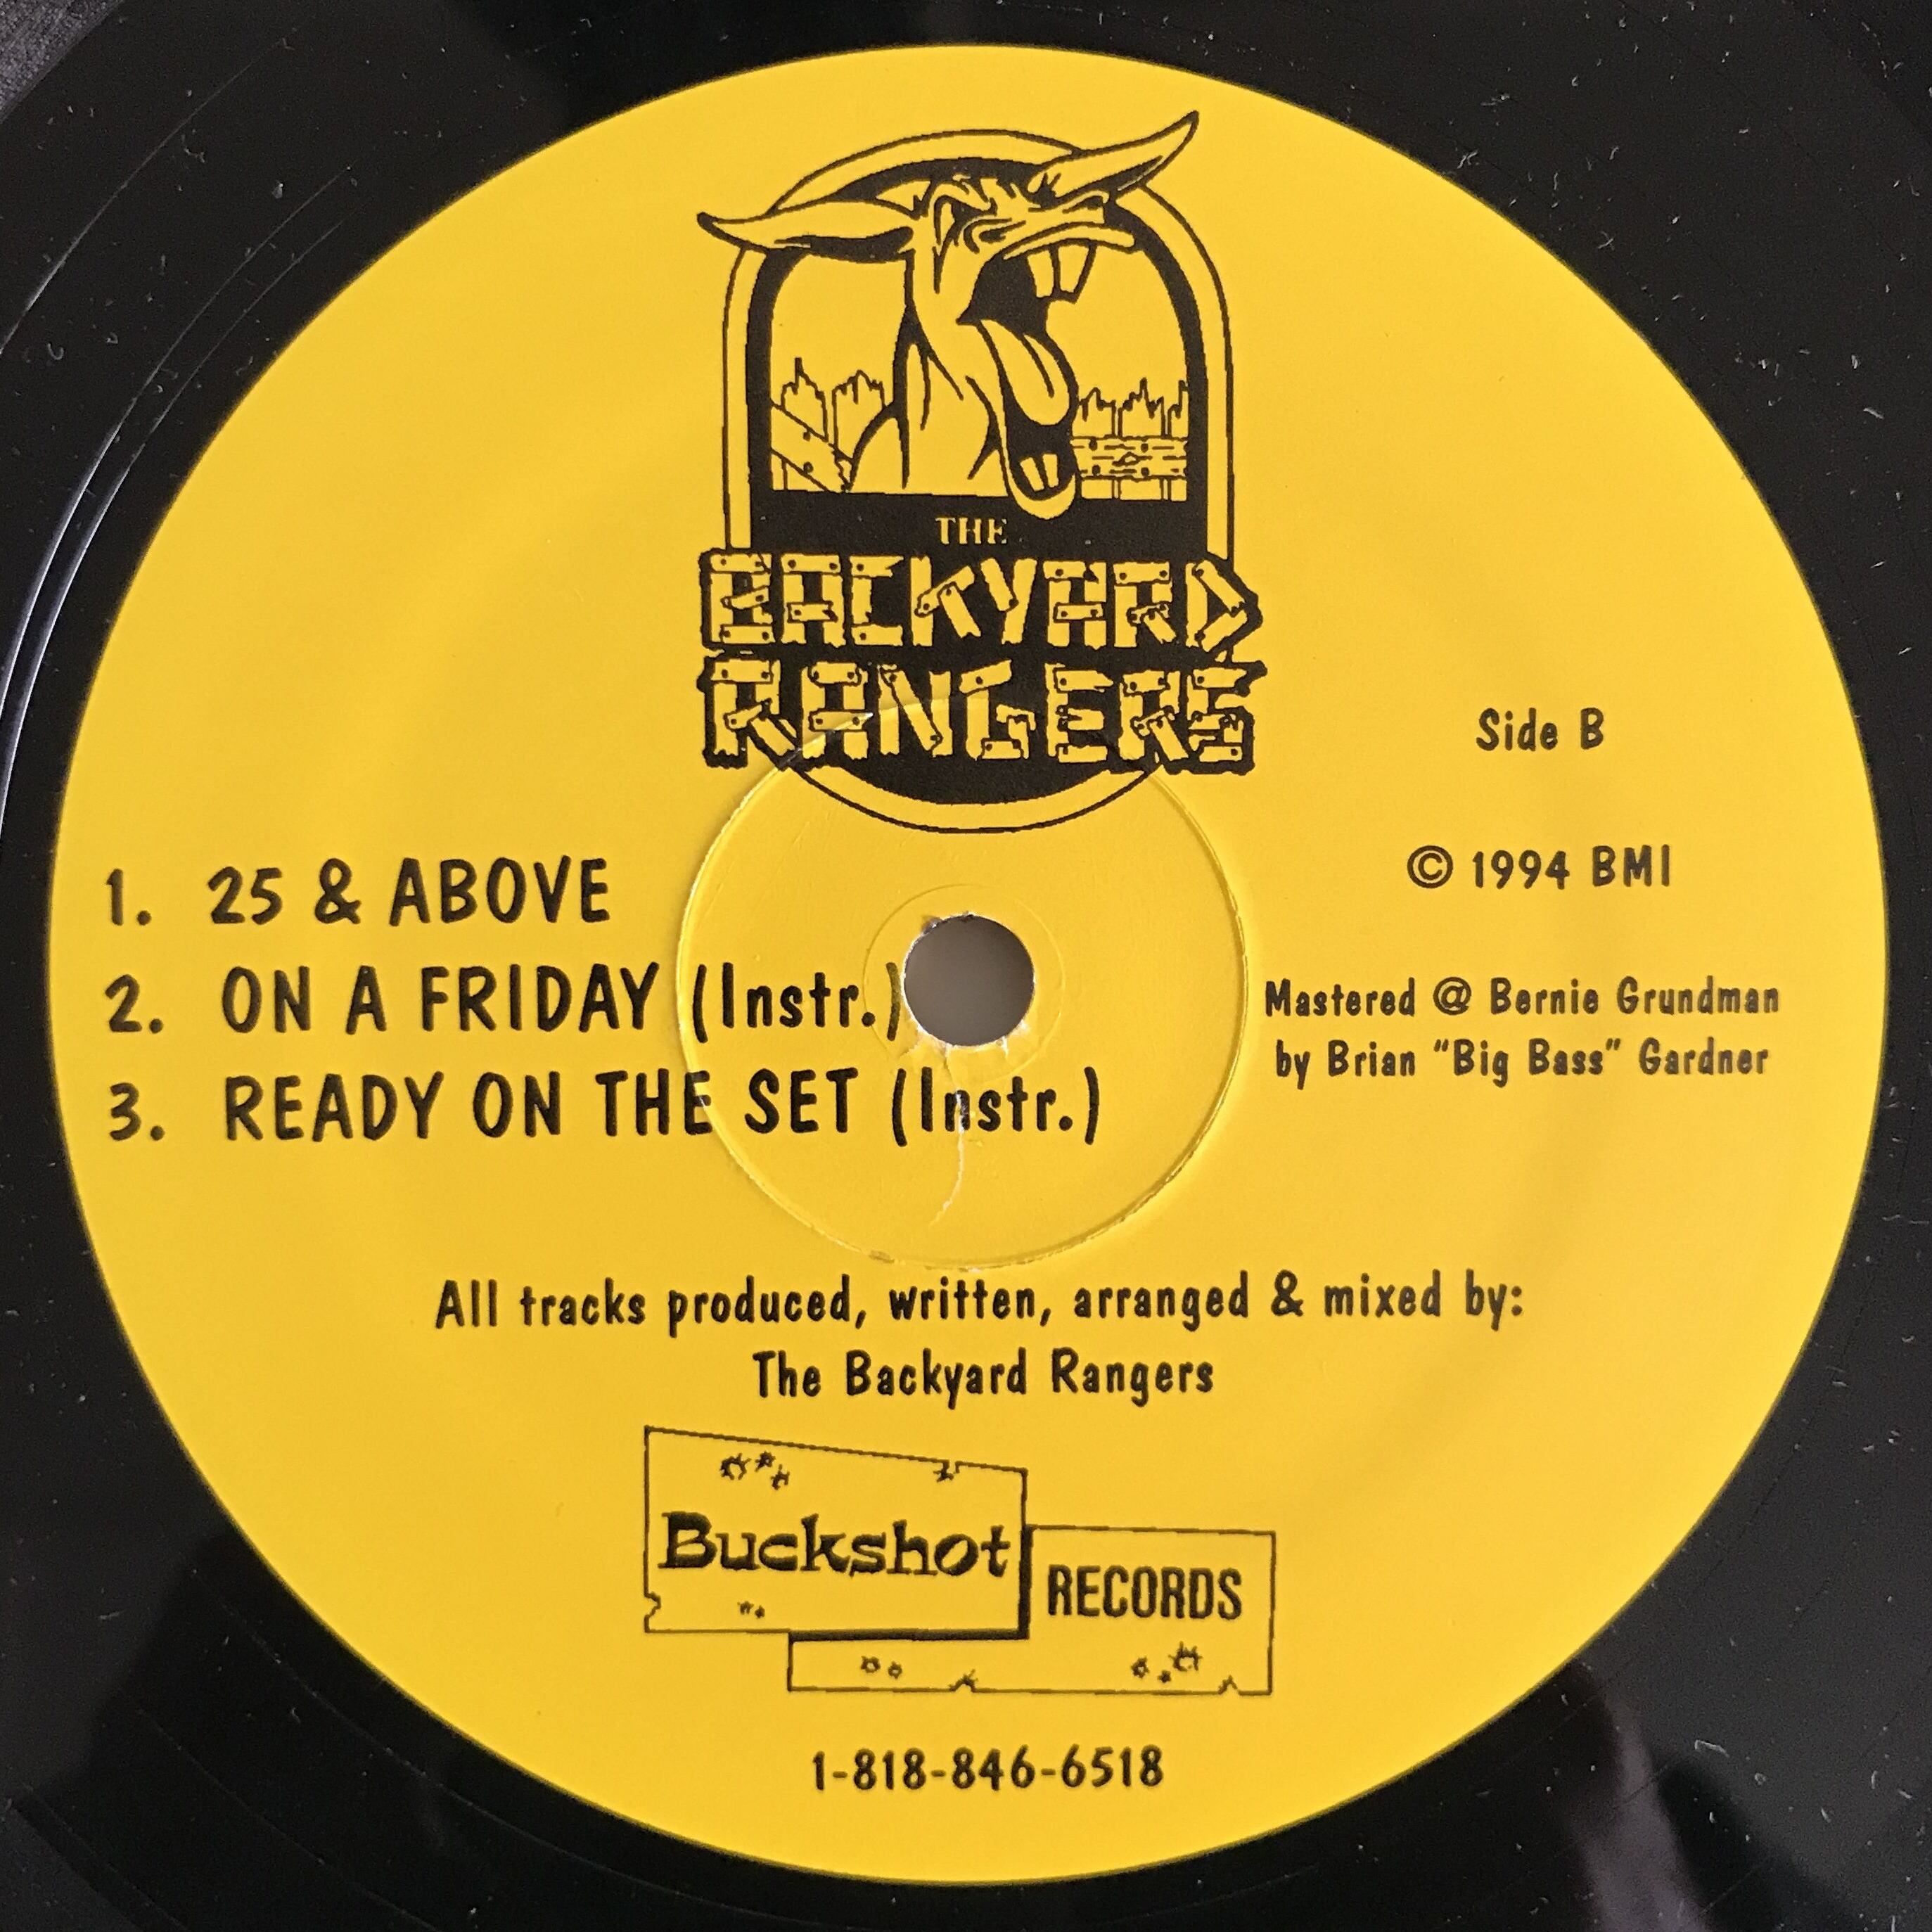 THE
BACKYARD
RANGERS
Side B
© 1994 BMI
1. 25 & ABOVE
2. ON A FRIDAY (Instr.)
3. READY ON THE SET (Instr.)
Mastered @ Bernie Grundman
by Brian “Big Bass” Gardner
All tracks produced, written, arranged & mixed by:
The Backyard Rangers
Buckshot
RECORDS
1-818-846-6518